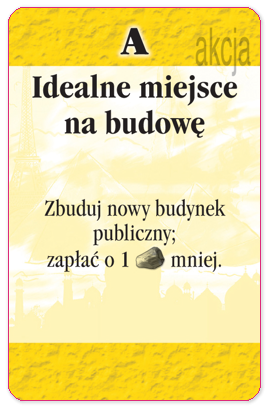 A
akcja
Idealne miejsce
na budowę
Zbuduj nowy budynek
publiczny;
zapłać o 1 mniej.